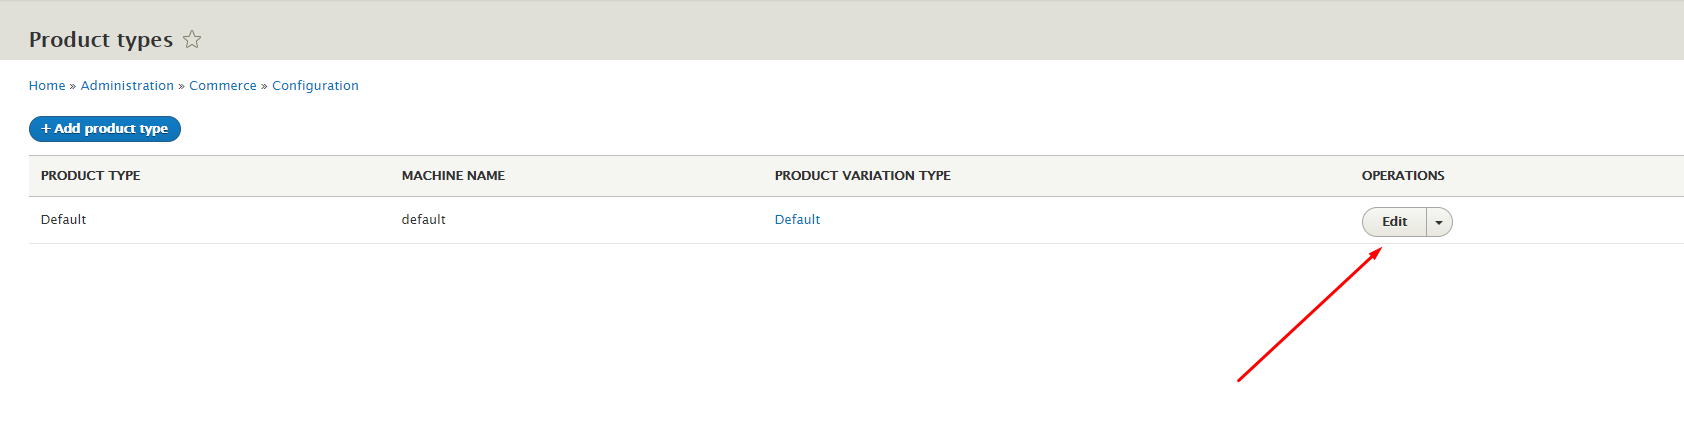 Product types
Home » Administration » Commerce » Configuration
+ Add product type
PRODUCT TYPE MACHINE NAME PRODUCT VARIATION TYPE OPERATIONS
Default default Default Edit